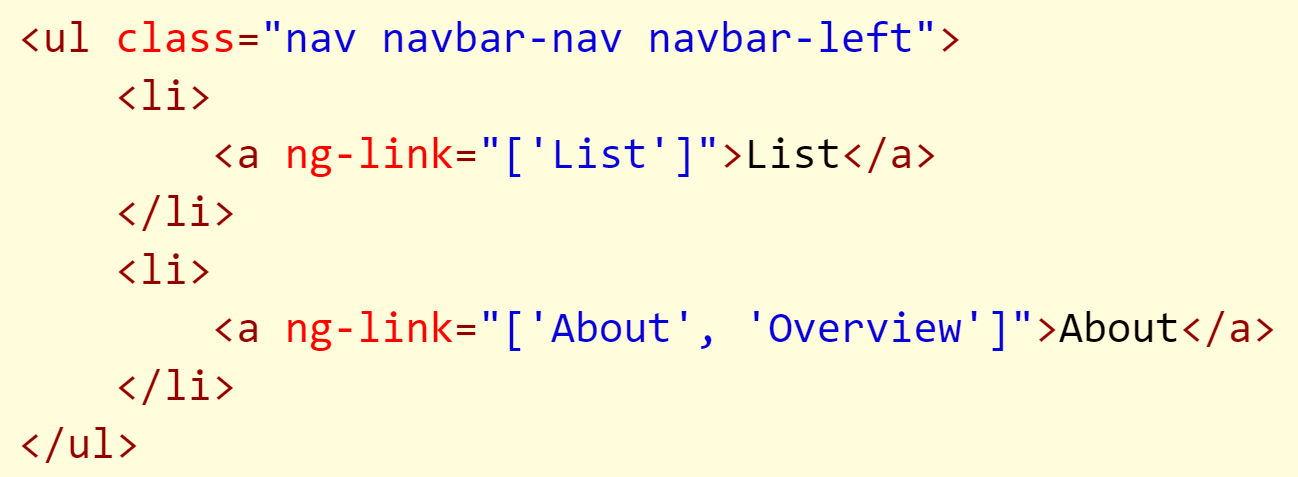 <ul class="nav navbar-nav navbar-left">
    <li>
        <a ng-link="['List']">List</a>
    </li>
    <li>
        <a ng-link="['About', 'Overview']">About</a>
    </li>
</ul>